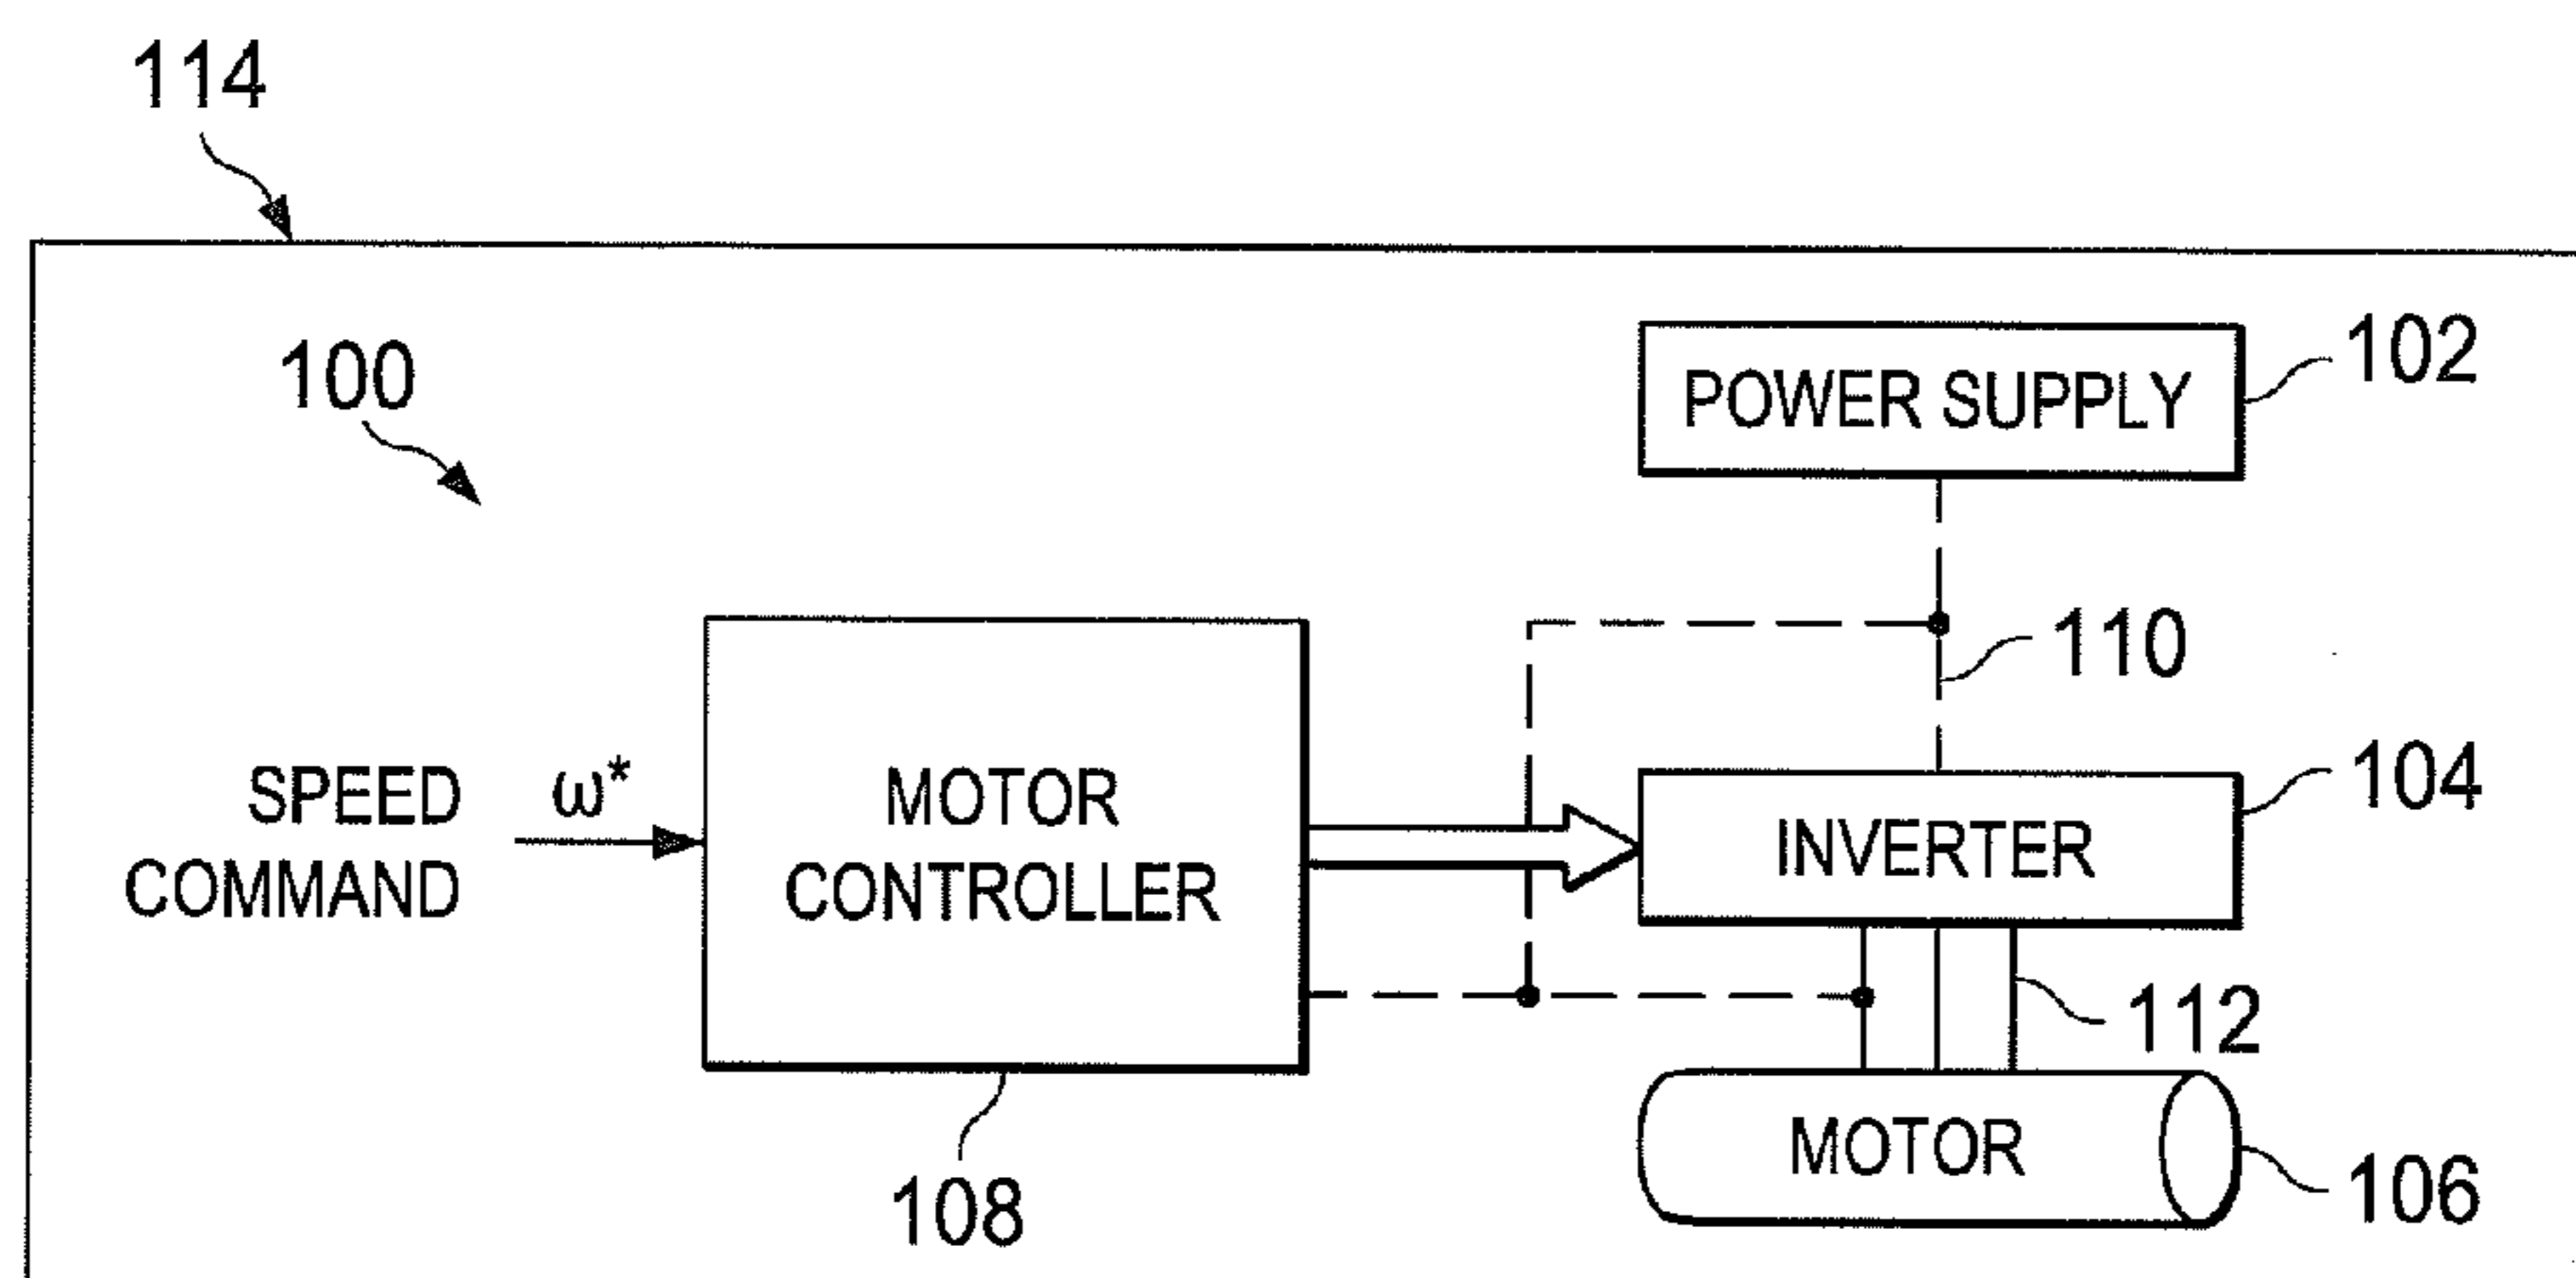 114
100
POWER SUPPLY
102
110
SPEED
COMMAND
ω*
MOTOR
CONTROLLER
INVERTER
104
112
MOTOR
106
108